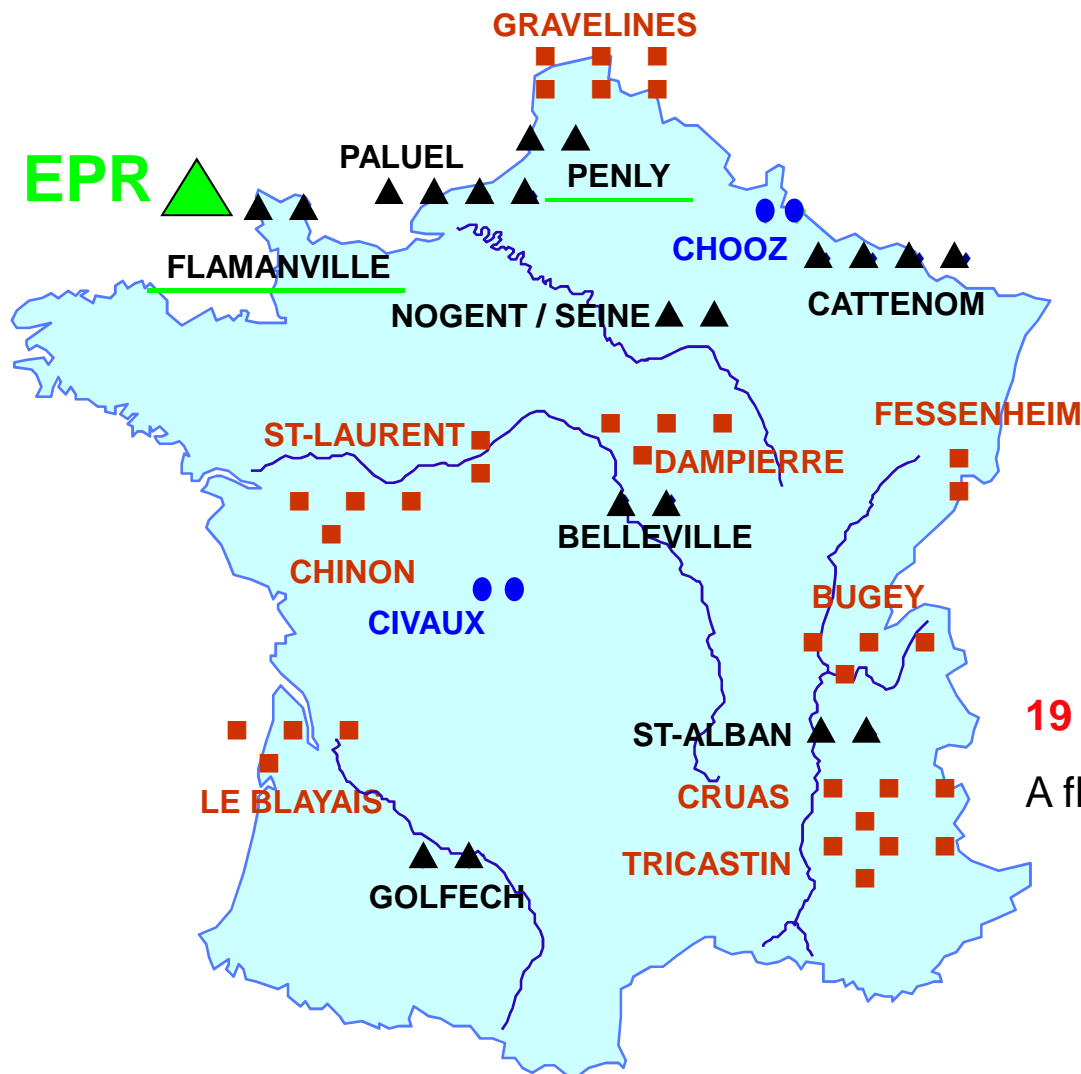 GRAVELINES
EPR
PALUEL
PENLY
CHOOZ
FLAMANVILLE
CATTENOM
NOGENT / SEINE
FESSENHEIM
ST-LAURENT
DAMPIERRE
BELLEVILLE
CHINON
BUGEY
CIVAUX
19
ST-ALBAN
A
CRUAS
LE BLAYAIS
TRICASTIN
GOLFECH